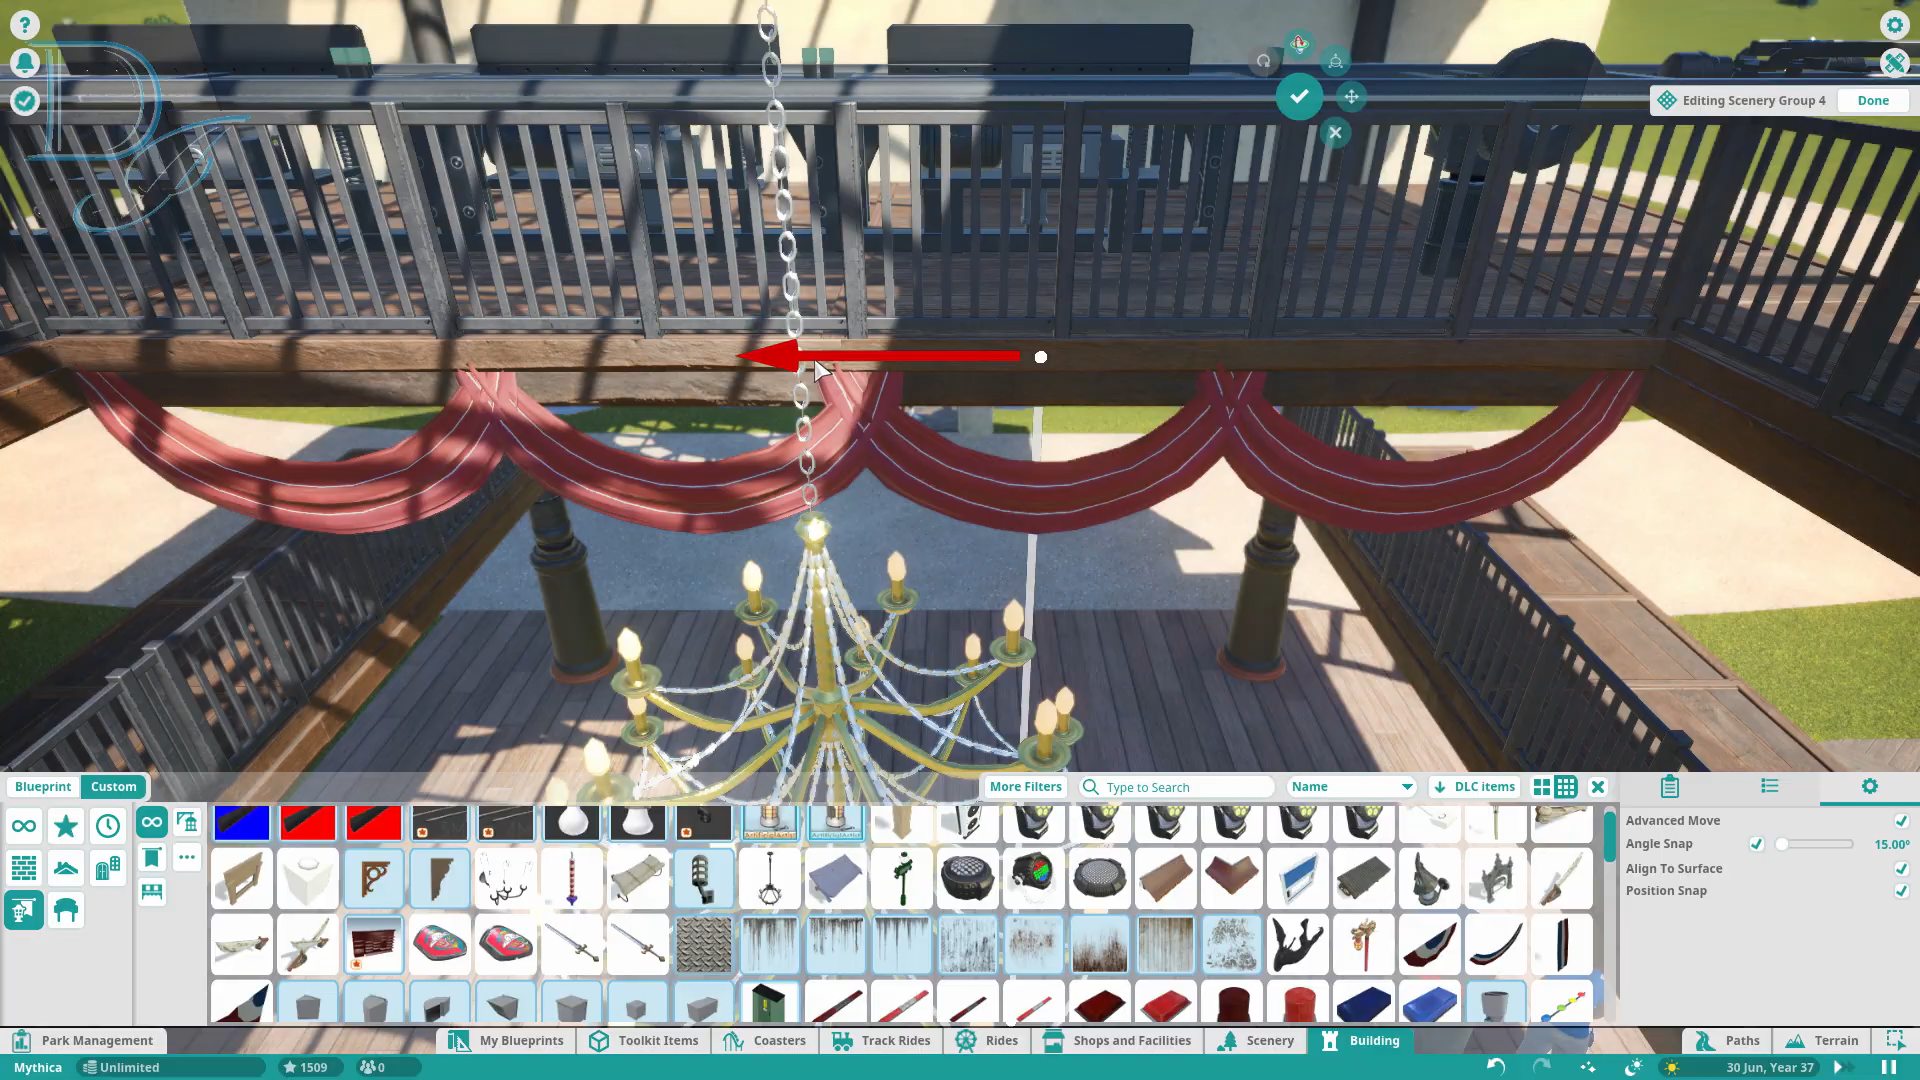 ?
Editing Scenery Group 4
Done
Blueprint
Custom
More Filters
Type to Search
Name
DLC items
Advanced Move
Angle Snap
15.00°
Align To Surface
Position Snap
Park Management
My Blueprints
Toolkit Items
Coasters
Track Rides
Rides
Shops and Facilities
Scenery
Building
Paths
Terrain
Mythica
Unlimited
1509
0
30 Jun, Year 37